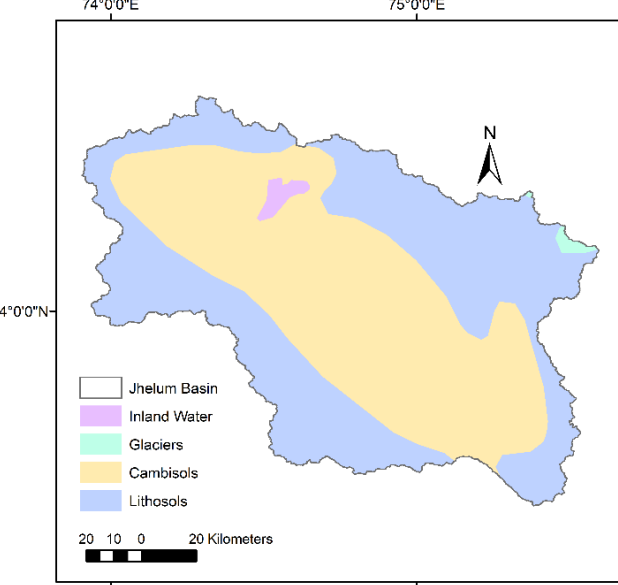 74°0'0"E 75°0'0"E
N
4°0'0"N
Jhelum Basin
Inland Water
Glaciers
Cambisols
Lithosols
20 10 0 20 Kilometers